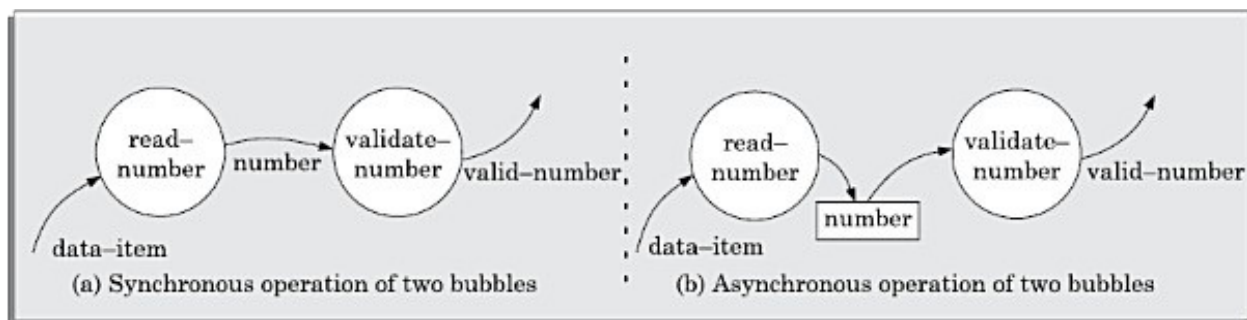 read–
number
number
validate–
number
valid–number
data–item
(a) Synchronous operation of two bubbles
read–
number
number
validate–
number
valid–number
data–item
(b) Asynchronous operation of two bubbles